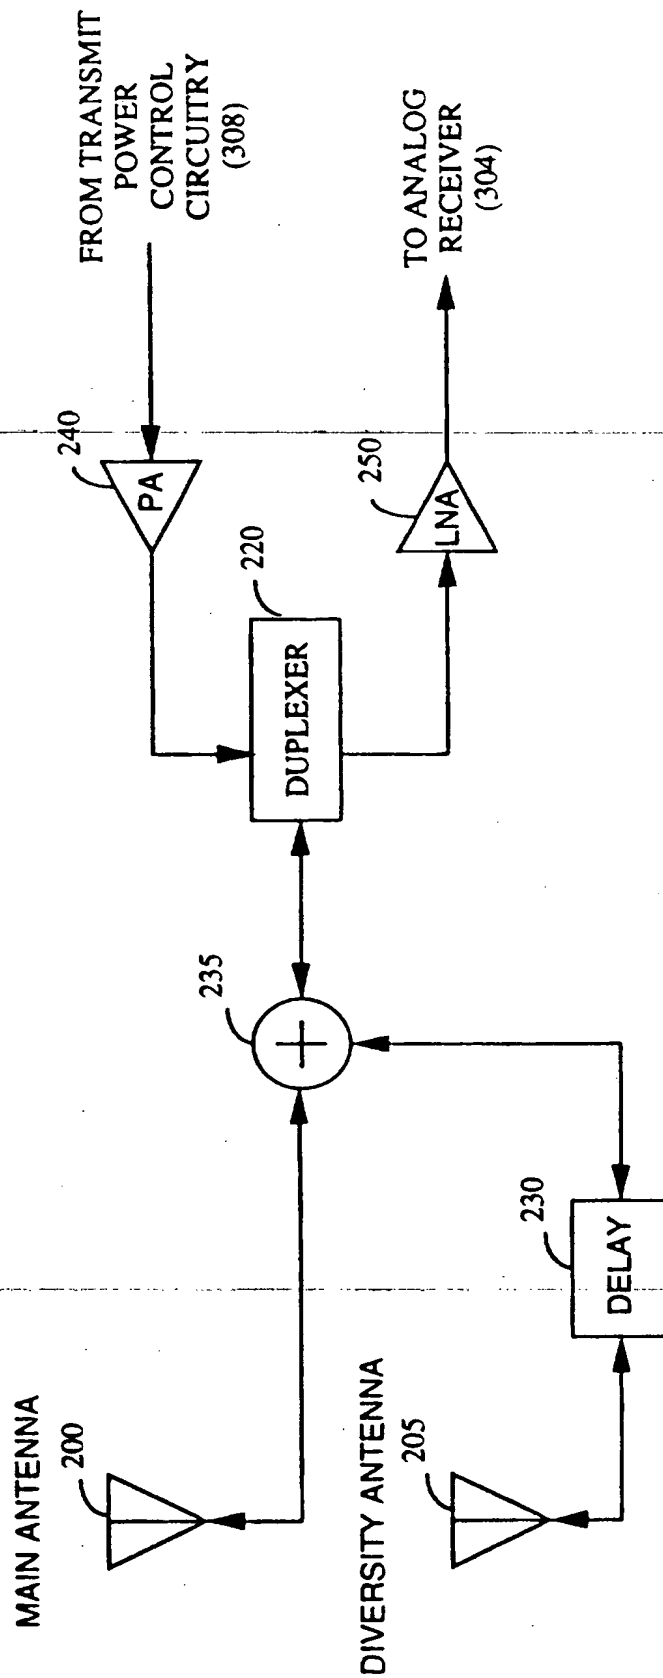 MAIN ANTENNA
200
DIVERSITY ANTENNA
205
DELAY
230
235
DUPLEXER
220
PA
240
LNA
250
FROM TRANSMIT
POWER
CONTROL
CIRCUITRY
(308)
TO ANALOG
RECEIVER
(304)